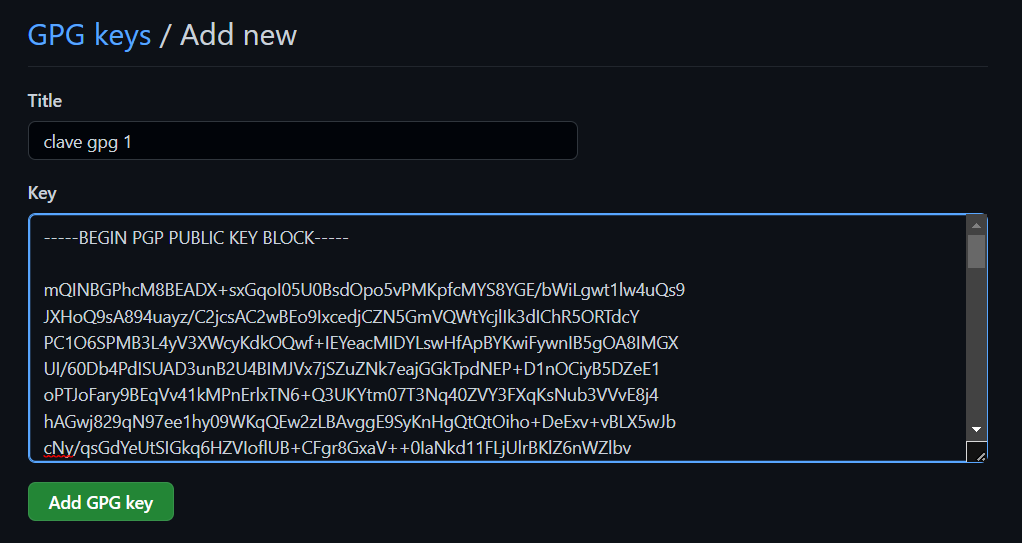 GPG keys / Add new
Title
clave gpg 1
Key
-----BEGIN PGP PUBLIC KEY BLOCK-----
mQINBGPhcM8BEADX+sxGqoI05U0BsdOpo5vPMKpfcMYS8YGE/bWiLgwt1lw4uQs9
JXHoQ9sA894uayz/C2jcsAC2wBEo9IxcedjCZN5GmVQWtYcjlIk3dIChR5ORTdcY
PC1O6SPMB3L4yV3XWcyKdkOQwf+IEYeacMIDYLswHfApBYKwiFywnIB5gOA8IMGX
UI/60Db4PdISUAD3unB2U4BIMJVx7jSZuZNk7eajGGkTpdNEP+D1nOCiyB5DZeE1
oPTJoFary9BEqVv41kMPnErlxTN6+Q3UKYtm07T3Nq40ZVY3FXqKsNub3VVvE8j4
hAGwj829qN97ee1hy09WKqQEw2zLBAvggE9SyKnHgQtQtOiho+DeExv+vBLX5wJb
cNy/qsGdYeUtSIGkq6HZVIoflUB+CFgr8GxaV++0IaNkd11FLjUlrBKlZ6nWZlbv
Add GPG key